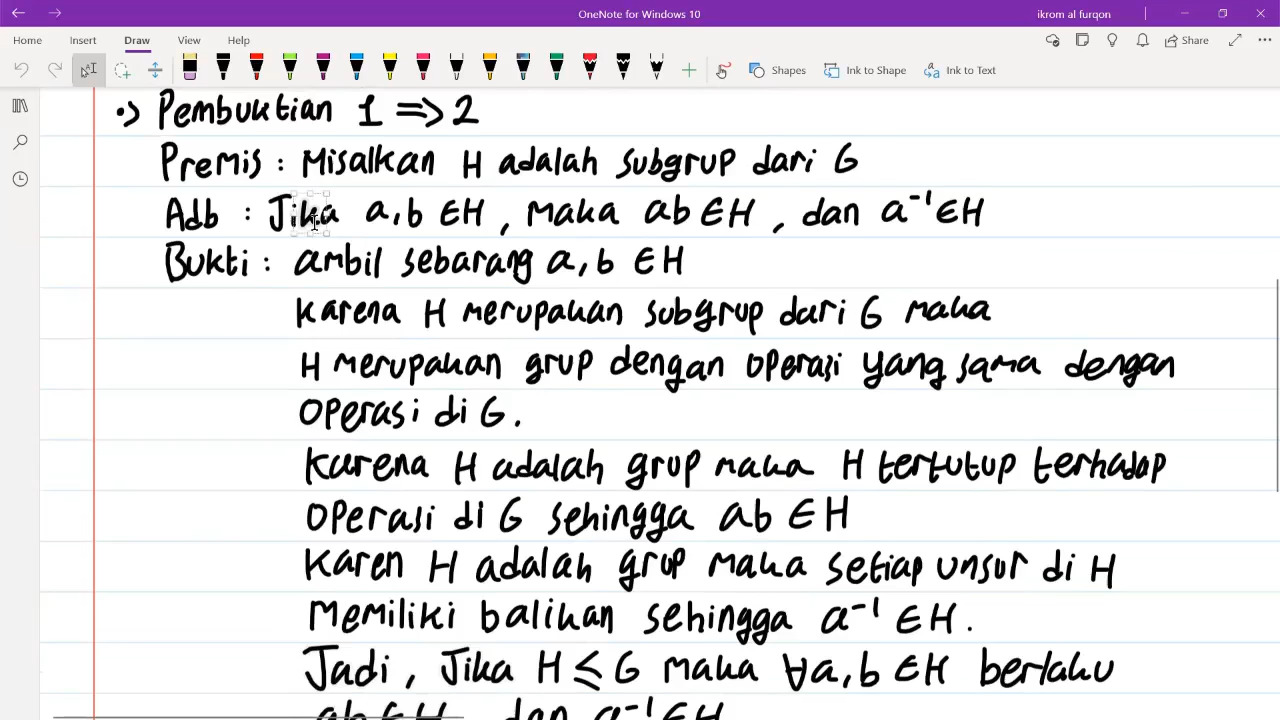 OneNote for Windows 10
ikrom al furqon
Home Insert Draw View Help
Share
Shapes Ink to Shape Ink to Text
•> Pembuktian 1 => 2
Premis : Misalkan H adalah subgrup dari G
Adb : Jika a,b ∈H , Maka ab ∈H , dan a⁻¹∈H
Bukti : ambil sebarang a,b ∈H
Karena H merupakan subgrup dari G maka
H merupakan grup dengan operasi yang sama dengan
operasi di G.
Karena H adalah grup maka H tertutup terhadap
operasi di G sehingga ab ∈H
Karen H adalah grup maka setiap unsur di H
Memiliki balikan sehingga a⁻¹ ∈H.
Jadi , Jika H ≤ G maka ∀a,b ∈H berlaku
ab ∈H dan a⁻¹∈H